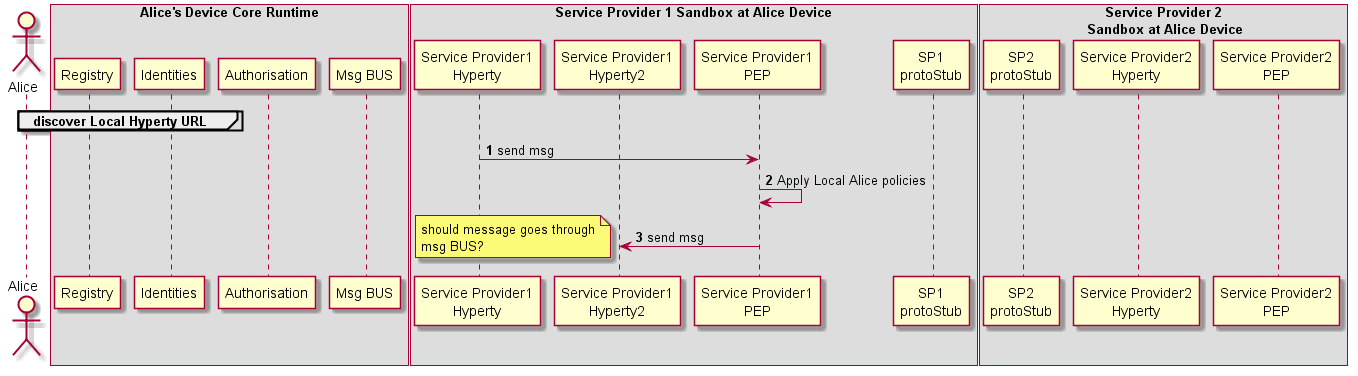 Alice's Device Core Runtime
Service Provider 1 Sandbox at Alice Device
Service Provider 2
Sandbox at Alice Device
Alice
Registry
Identities
Authorisation
Msg BUS
Service Provider1
Hyperty
Service Provider1
Hyperty2
Service Provider1
PEP
SP1
protoStub
SP2
protoStub
Service Provider2
Hyperty
Service Provider2
PEP
discover Local Hyperty URL
1 send msg
2 Apply Local Alice policies
should message goes through
msg BUS?
3 send msg
Alice
Registry
Identities
Authorisation
Msg BUS
Service Provider1
Hyperty
Service Provider1
Hyperty2
Service Provider1
PEP
SP1
protoStub
SP2
protoStub
Service Provider2
Hyperty
Service Provider2
PEP